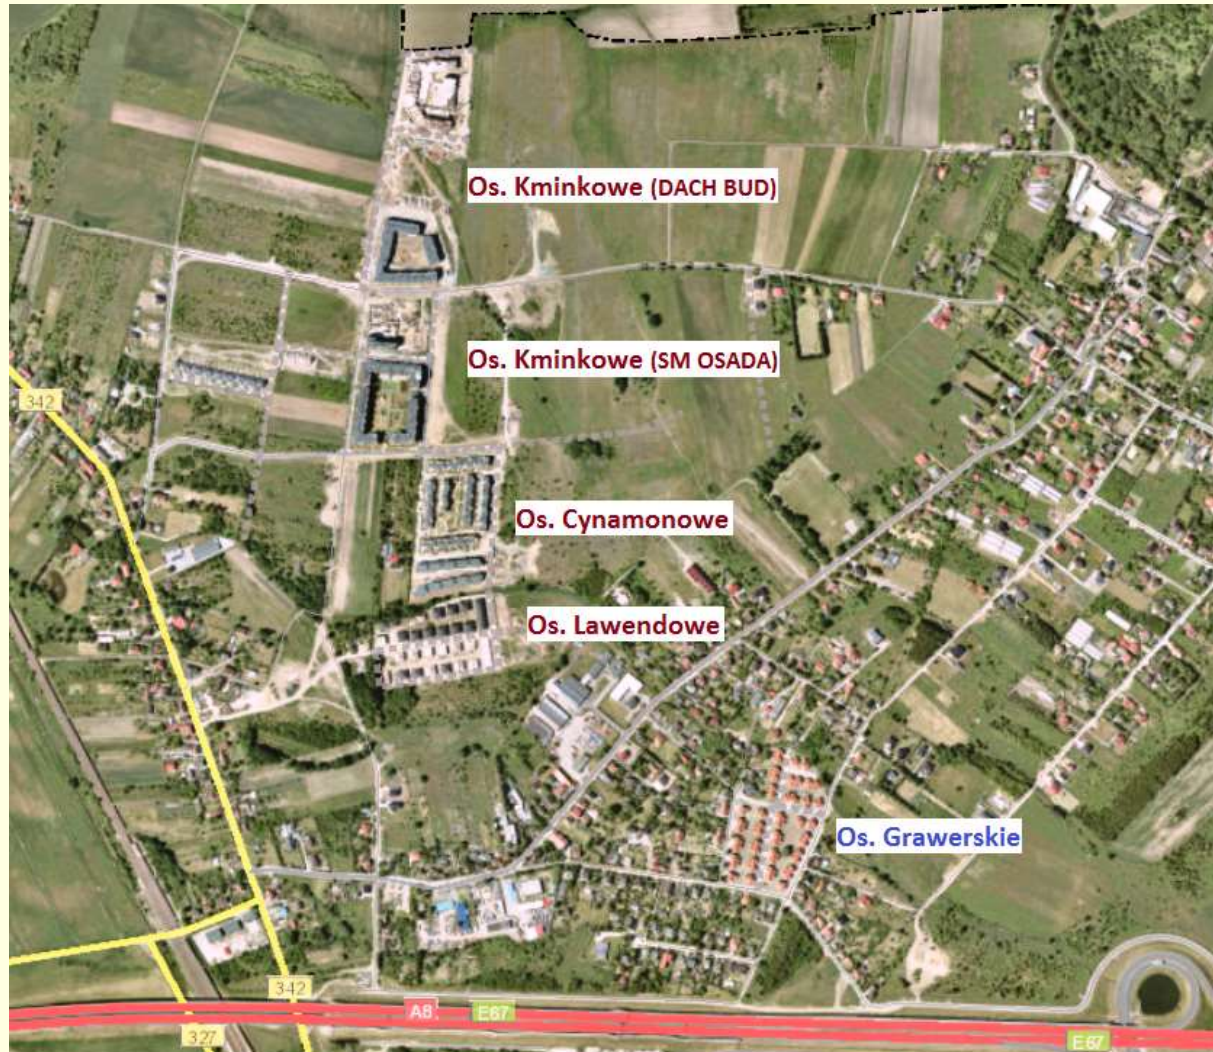 Os. Kminkowe (DACH BUD)
Os. Kminkowe (SM OSADA)
342
Os. Cynamonowe
Os. Lawendowe
Os. Grawerskie
342
A8
E67
327
E67